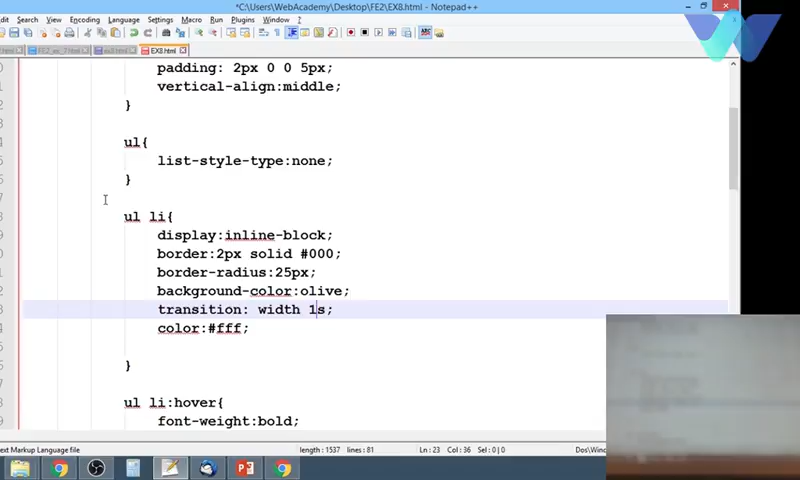 *C:\Users\WebAcademy\Desktop\FE2\EX8.html - Notepad++
Search View Encoding Language Settings Macro Run Plugins Window ?
EX8.html
padding: 2px 0 0 5px;
vertical-align:middle;
}
ul{
list-style-type:none;
}
ul li{
display:inline-block;
border:2px solid #000;
border-radius:25px;
background-color:olive;
transition: width 1s;
color:#fff;
}
ul li:hover{
font-weight:bold;
ext Markup Language file length : 1537 lines : 81 Ln : 23 Col : 36 Sel : 0 | 0 Dos\Windo